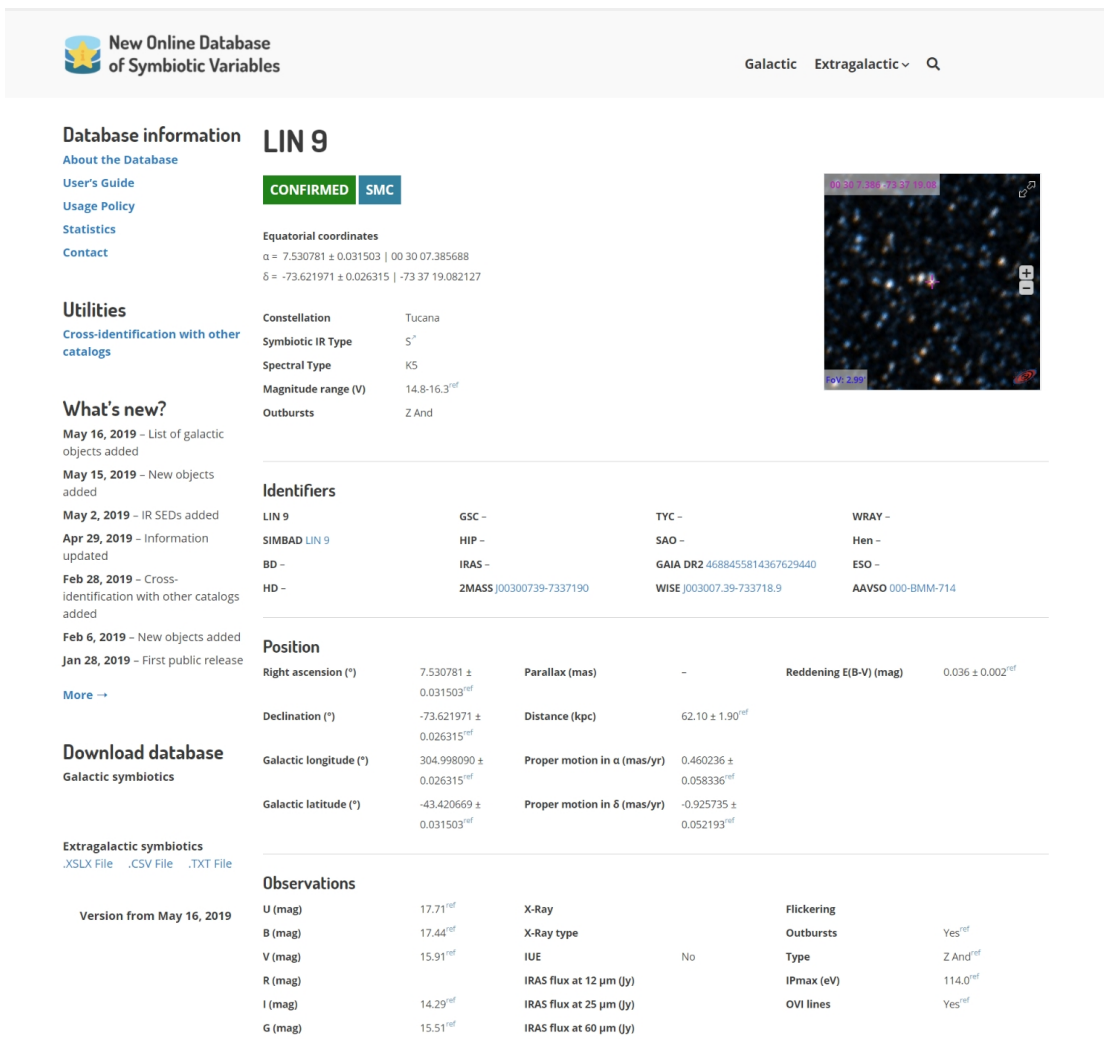 New Online Database
of Symbiotic Variables
Galactic Extragalactic
Database information
About the Database
User's Guide
Usage Policy
Statistics
Contact
Utilities
Cross-identification with other
catalogs
What's new?
May 16, 2019 – List of galactic
objects added
May 15, 2019 – New objects
added
May 2, 2019 – IR SEDs added
Apr 29, 2019 – Information
updated
Feb 28, 2019 – Cross-
identification with other catalogs
added
Feb 6, 2019 – New objects added
Jan 28, 2019 – First public release
More →
Download database
Galactic symbiotics
Extragalactic symbiotics
.XSLX File .CSV File .TXT File
Version from May 16, 2019
LIN 9
CONFIRMED SMC
Equatorial coordinates
α = 7.530781 ± 0.031503 | 00 30 07.385688
δ = -73.621971 ± 0.026315 | -73 37 19.082127
Constellation Tucana
Symbiotic IR Type S↗
Spectral Type K5
Magnitude range (V) 14.8-16.3ref
Outbursts Z And
00 30 7.386 -73 37 19.08
FoV: 2.99'
Identifiers
LIN 9 GSC – TYC – WRAY –
SIMBAD LIN 9 HIP – SAO – Hen –
BD – IRAS – GAIA DR2 4688455814367629440 ESO –
HD – 2MASS J00300739-7337190 WISE J003007.39-733718.9 AAVSO 000-BMM-714
Position
Right ascension (°) 7.530781 ± Parallax (mas) – Reddening E(B-V) (mag) 0.036 ± 0.002ref
0.031503ref
Declination (°) -73.621971 ± Distance (kpc) 62.10 ± 1.90ref
0.026315ref
Galactic longitude (°) 304.998090 ± Proper motion in α (mas/yr) 0.460236 ±
0.026315ref 0.058336ref
Galactic latitude (°) -43.420669 ± Proper motion in δ (mas/yr) -0.925735 ±
0.031503ref 0.052193ref
Observations
U (mag) 17.71ref X-Ray Flickering
B (mag) 17.44ref X-Ray type Outbursts Yesref
V (mag) 15.91ref IUE No Type Z Andref
R (mag) IRAS flux at 12 µm (Jy) IPmax (eV) 114.0ref
I (mag) 14.29ref IRAS flux at 25 µm (Jy) OVI lines Yesref
G (mag) 15.51ref IRAS flux at 60 µm (Jy)